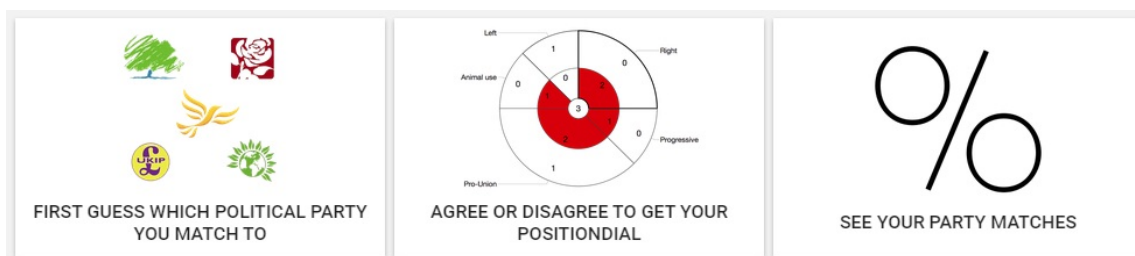 UKIP
£
FIRST GUESS WHICH POLITICAL PARTY
YOU MATCH TO
Left
1
Right
0
0
2
Animal use
0
1
3
1
0
Progressive
2
1
Pro-Union
AGREE OR DISAGREE TO GET YOUR
POSITIONDIAL
%
SEE YOUR PARTY MATCHES